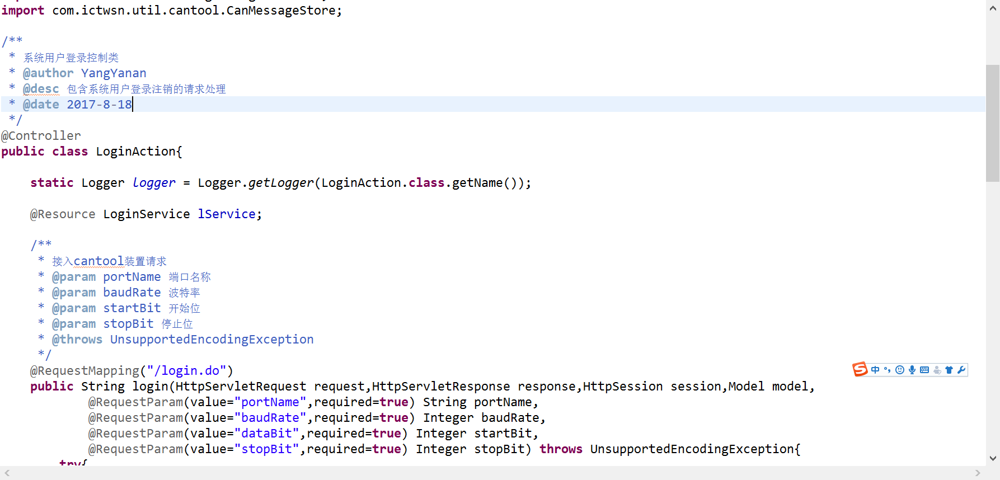 import com.ictwsn.util.cantool.CanMessageStore;
/**
 * 系统用户登录控制类
 * @author YangYanan
 * @desc 包含系统用户登录注销的请求处理
 * @date 2017-8-18
 */
@Controller
public class LoginAction{
static Logger logger = Logger.getLogger(LoginAction.class.getName());
@Resource LoginService lService;
/**
 * 接入cantool装置请求
 * @param portName 端口名称
 * @param baudRate 波特率
 * @param startBit 开始位
 * @param stopBit 停止位
 * @throws UnsupportedEncodingException
 */
@RequestMapping("/login.do")
public String login(HttpServletRequest request,HttpServletResponse response,HttpSession session,Model model,
@RequestParam(value="portName",required=true) String portName,
@RequestParam(value="baudRate",required=true) Integer baudRate,
@RequestParam(value="dataBit",required=true) Integer startBit,
@RequestParam(value="stopBit",required=true) Integer stopBit) throws UnsupportedEncodingException{
try{
S 中